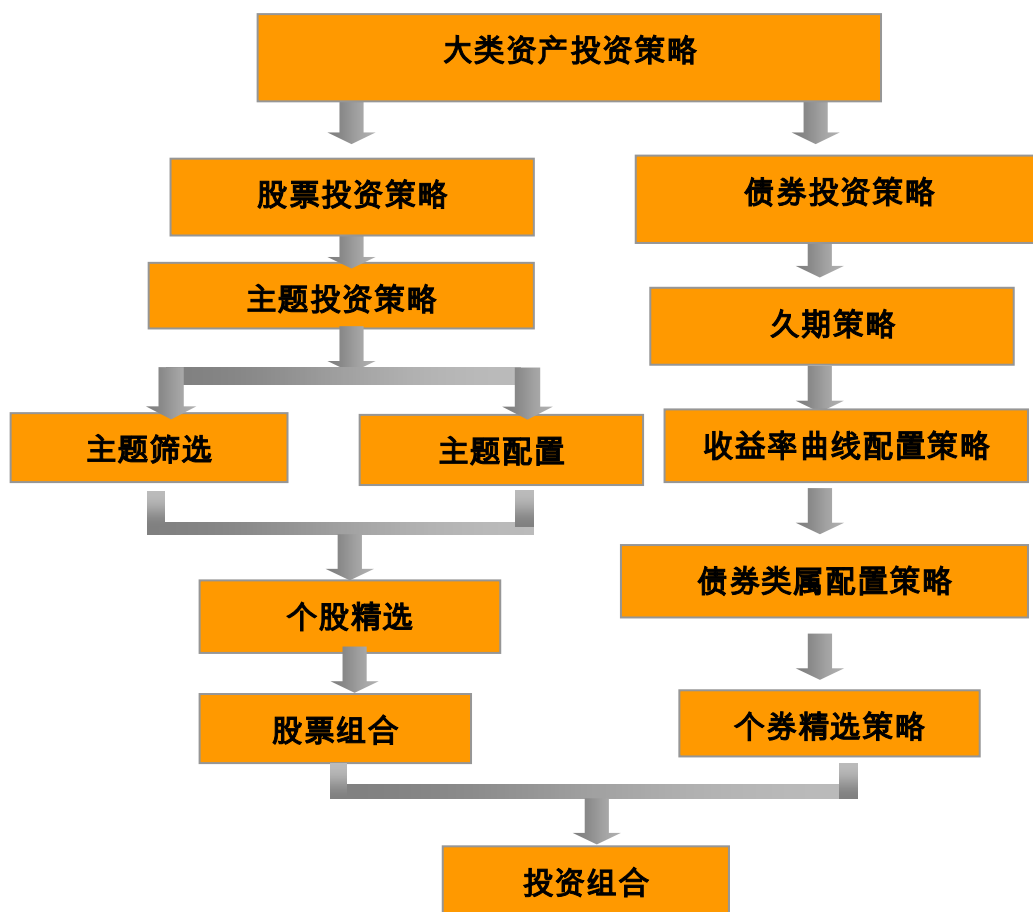 大类资产投资策略
股票投资策略
债券投资策略
主题投资策略
久期策略
主题筛选
主题配置
收益率曲线配置策略
债券类属配置策略
个股精选
股票组合
个券精选策略
投资组合